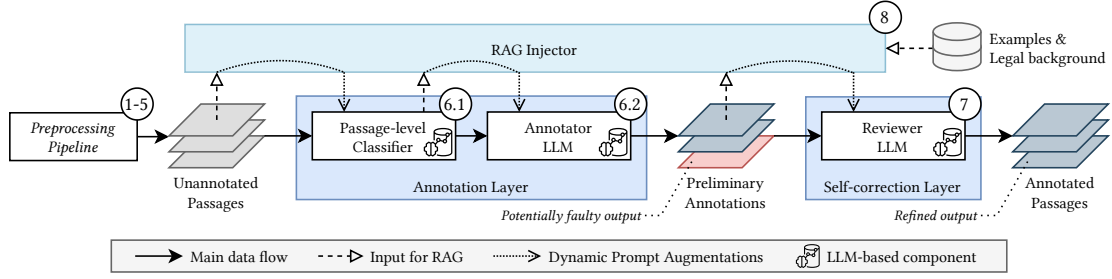 8
RAG Injector
Examples &
Legal background
1-5
Preprocessing
Pipeline
Unannotated
Passages
6.1
Passage-level
Classifier
6.2
Annotator
LLM
Annotation Layer
Potentially faulty output
Preliminary
Annotations
7
Reviewer
LLM
Self-correction Layer
Refined output
Annotated
Passages
Main data flow
Input for RAG
Dynamic Prompt Augmentations
LLM-based component